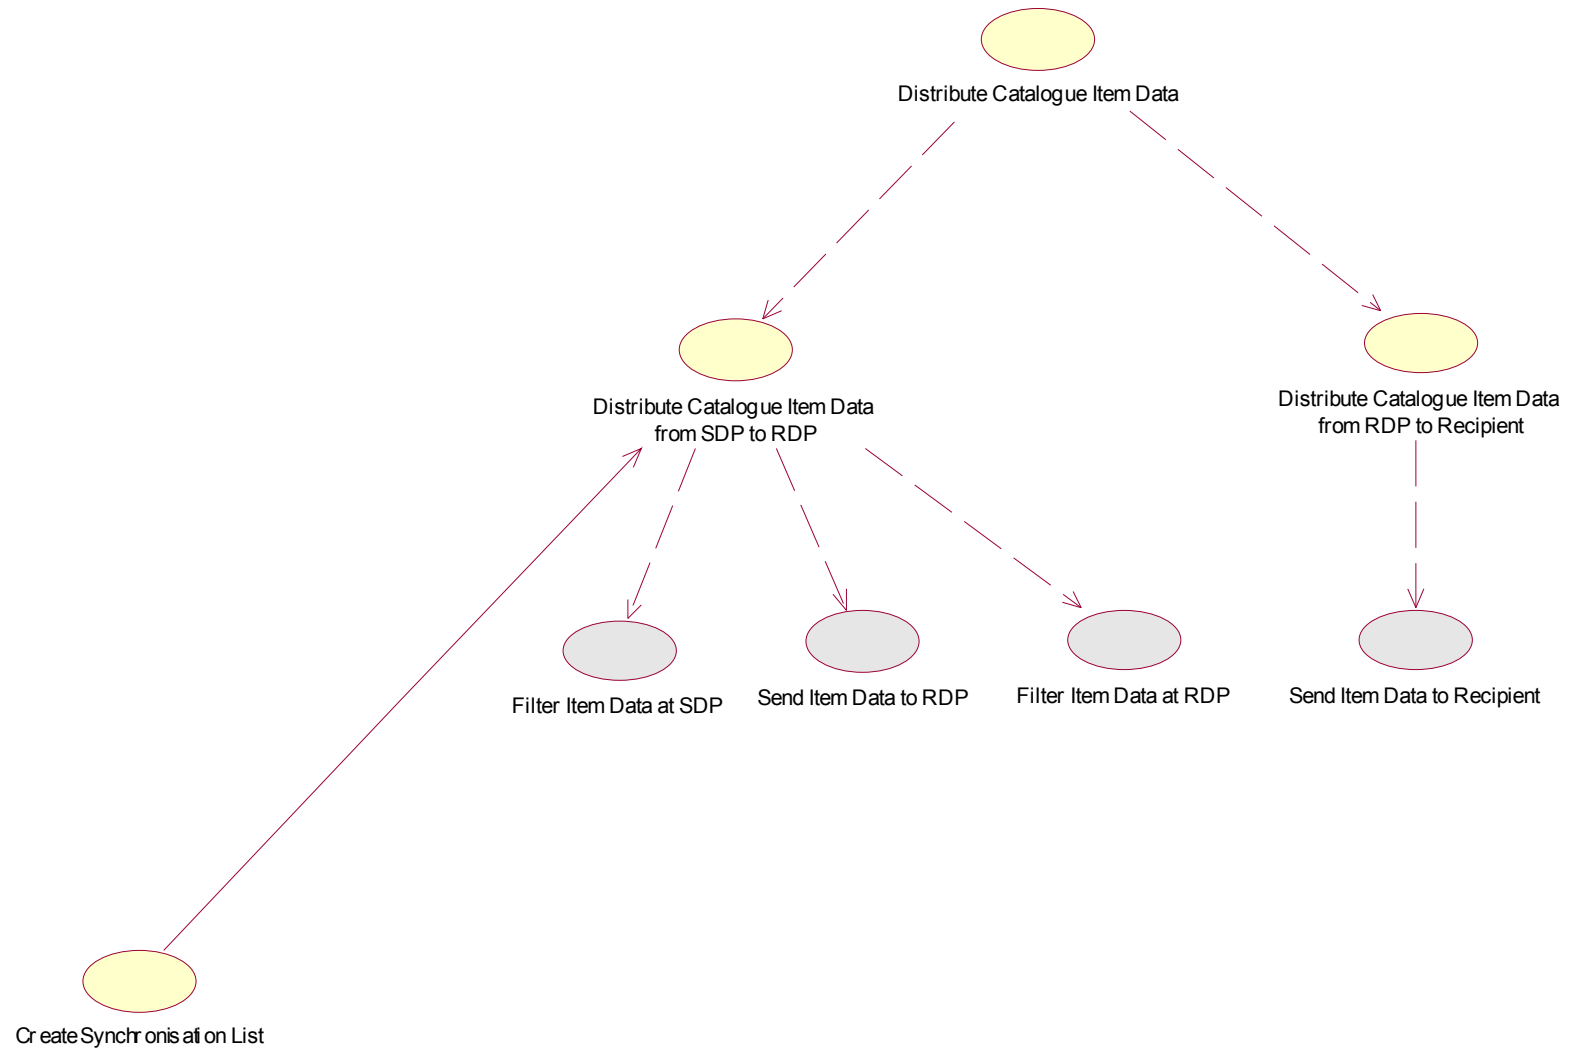 Distribute Catalogue Item Data
Distribute Catalogue Item Data
from SDP to RDP
Distribute Catalogue Item Data
from RDP to Recipient
Filter Item Data at SDP
Send Item Data to RDP
Filter Item Data at RDP
Send Item Data to Recipient
Create Synchronisation List